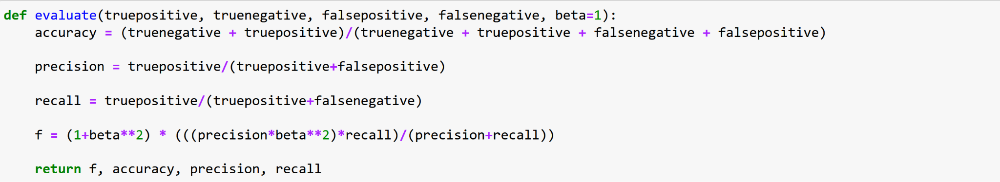 def evaluate(truepositive, truenegative, falsepositive, falsenegative, beta=1):
    accuracy = (truenegative + truepositive)/(truenegative + truepositive + falsenegative + falsepositive)
    precision = truepositive/(truepositive+falsepositive)
    recall = truepositive/(truepositive+falsenegative)
    f = (1+beta**2) * (((precision*beta**2)*recall)/(precision+recall))
    return f, accuracy, precision, recall